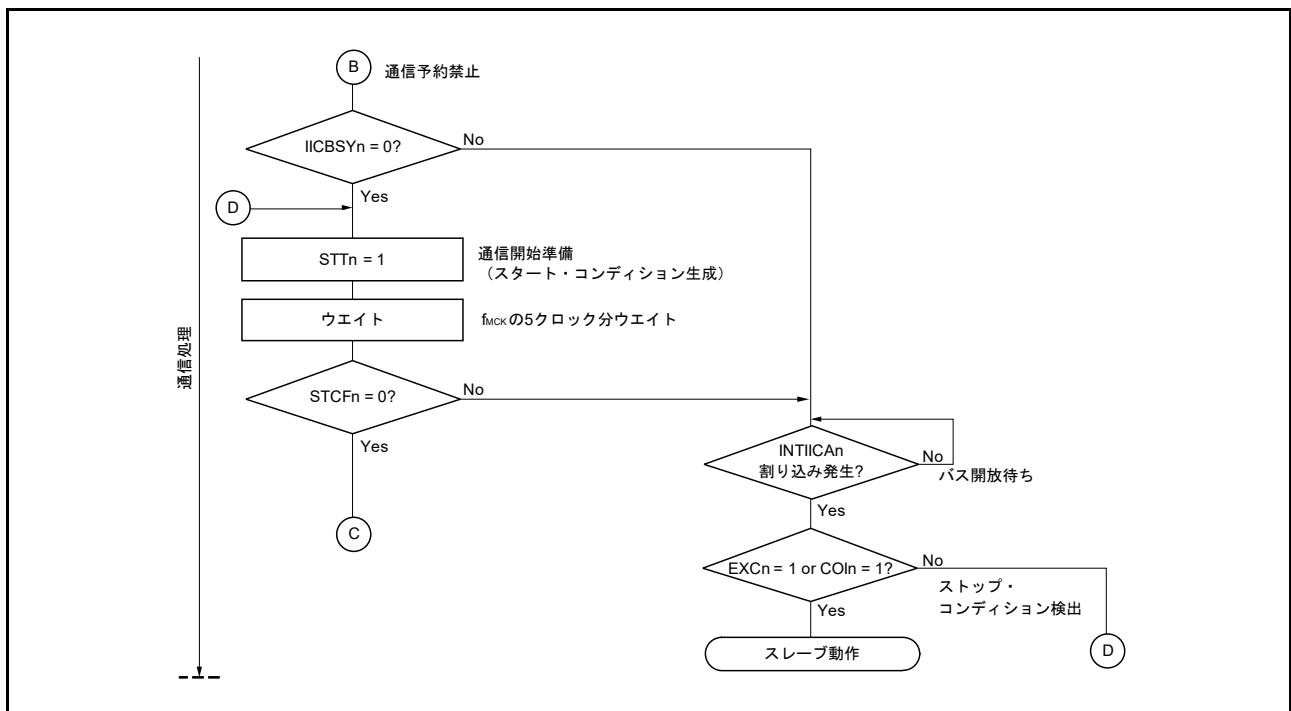 B
通信予約禁止
IICBSYn = 0?
No
Yes
D
STTn = 1
通信開始準備
（スタート・コンディション生成）
ウエイト
fMCKの5クロック分ウエイト
通信処理
STCFn = 0?
No
Yes
C
INTIICAn
割り込み発生?
No
バス開放待ち
Yes
EXCn = 1 or COIn = 1?
No
ストップ・
コンディション検出
Yes
スレーブ動作
D